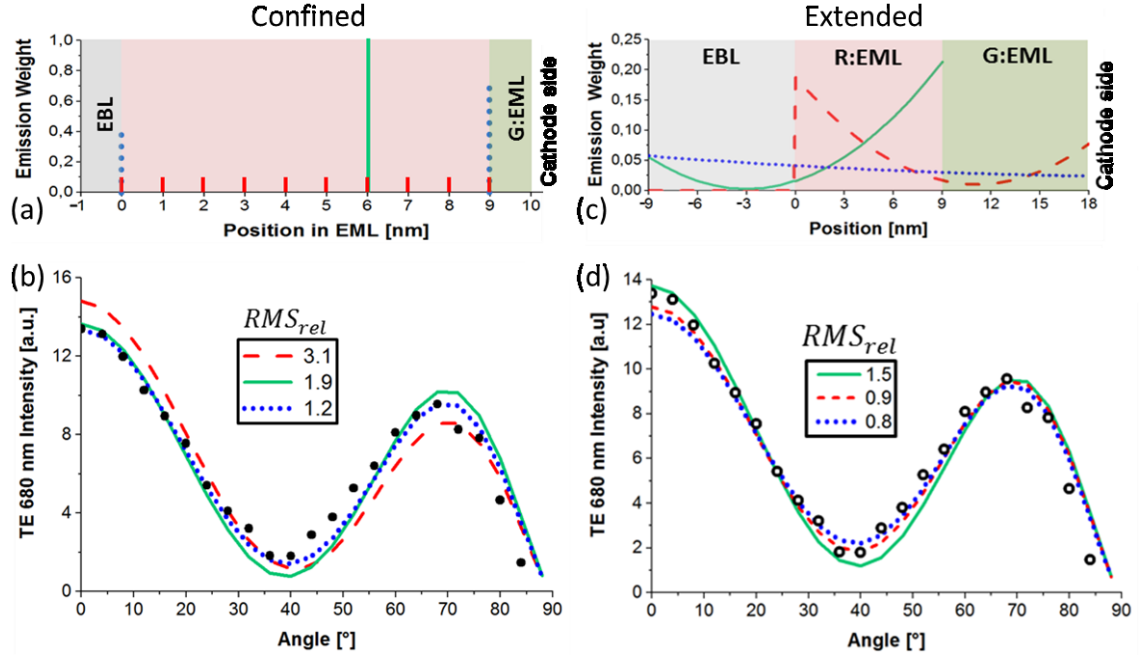 Confined
(a)
Emission Weight
1,0
0,8
0,6
0,4
0,2
0,0
EBL
G:EML
Cathode side
-1 0 1 2 3 4 5 6 7 8 9 10
Position in EML [nm]
Extended
(c)
Emission Weight
0,25
0,20
0,15
0,10
0,05
0,00
EBL R:EML G:EML
Cathode side
-9 -6 -3 0 3 6 9 12 15 18
Position [nm]
(b)
TE 680 nm Intensity [a.u.]
16
12
8
4
0
RMSrel
3.1
1.9
1.2
0 10 20 30 40 50 60 70 80 90
Angle [°]
(d)
TE 680 nm Intensity [a.u]
14
12
10
8
6
4
2
0
RMSrel
1.5
0.9
0.8
0 10 20 30 40 50 60 70 80 90
Angle [°]